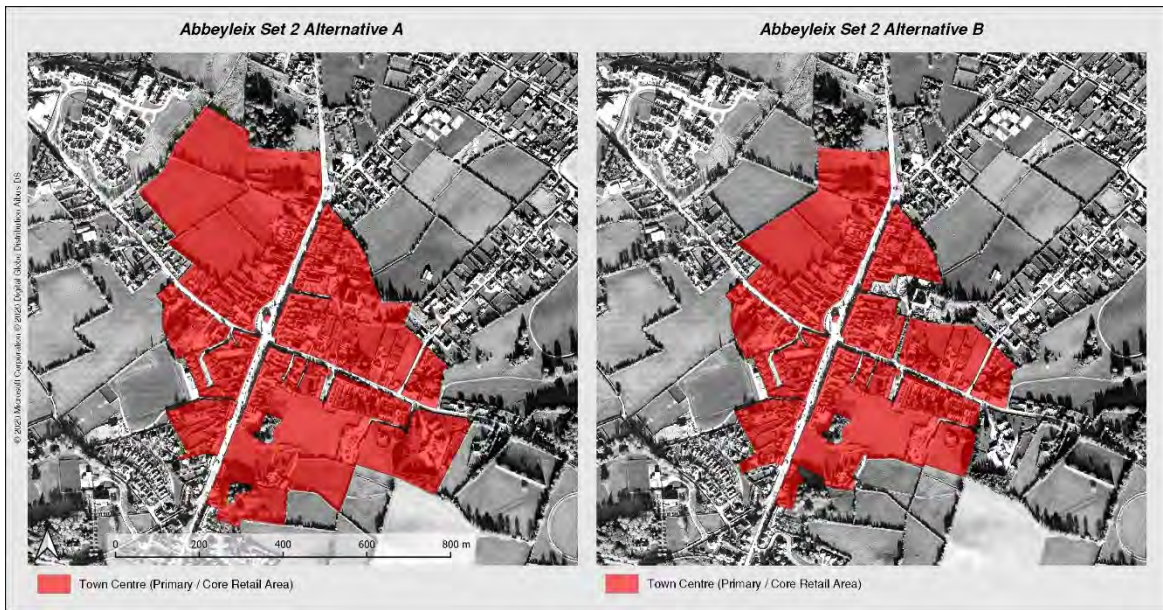 Abbeyleix Set 2 Alternative A
Abbeyleix Set 2 Alternative B
© 2020 Microsoft Corporation © 2020 Digital Globe Distribution Airbus DS
0 200 400 600 800 m
Town Centre (Primary / Core Retail Area)
Town Centre (Primary / Core Retail Area)